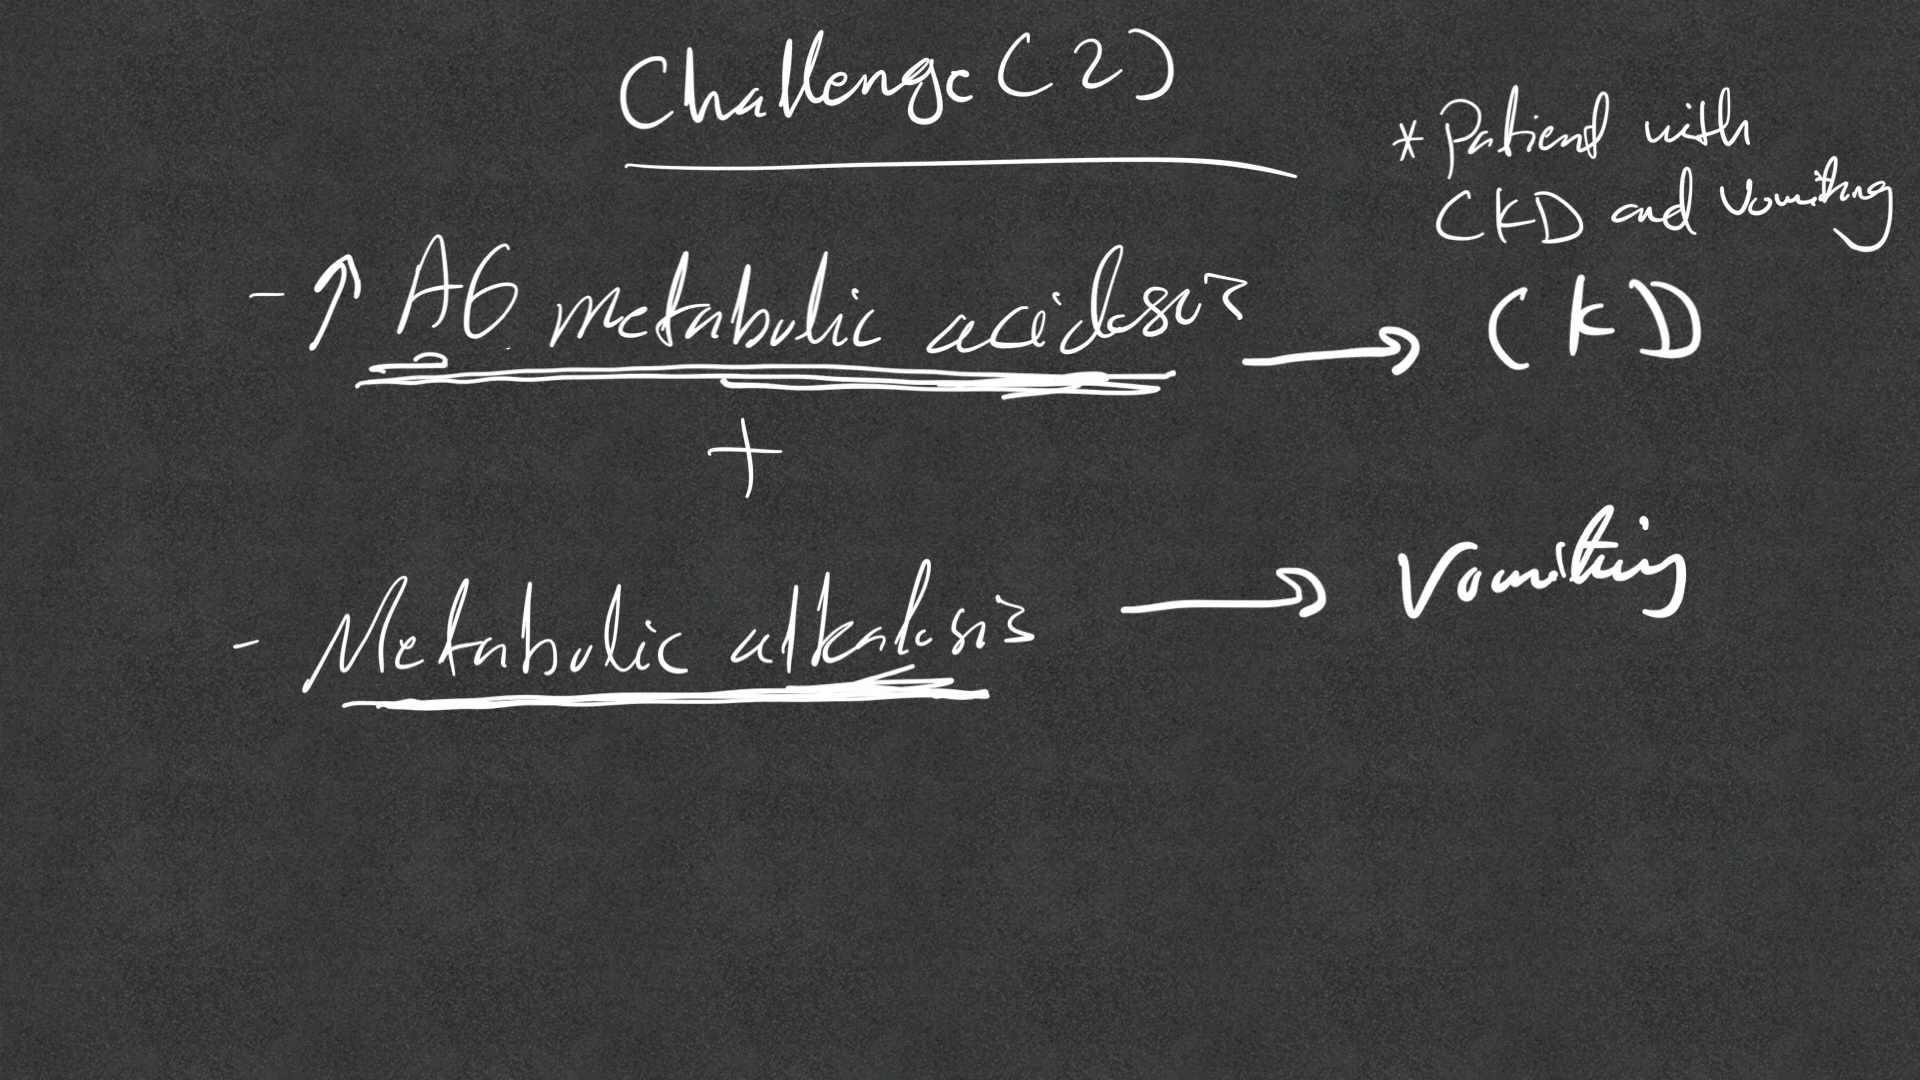 Challenge (2)
* Patient with
CKD and Vomiting
- ↑ AG metabolic acidosis → CKD
+
- Metabolic alkalosis → Vomiting